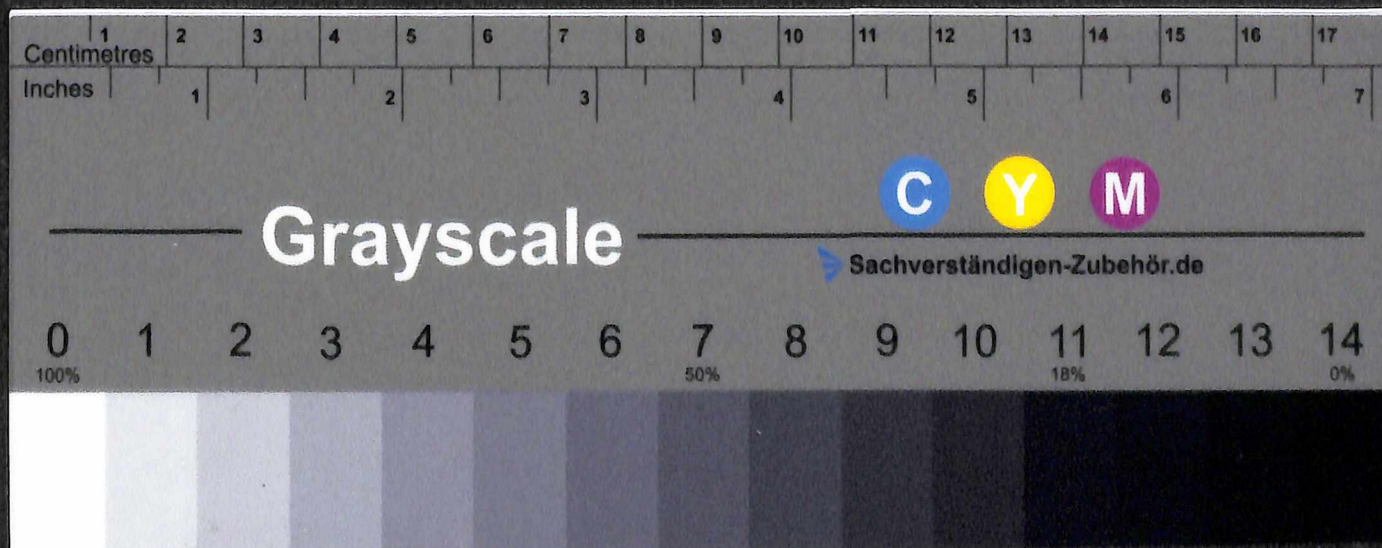 1 2 3 4 5 6 7 8 9 10 11 12 13 14 15 16 17
Centimetres
Inches
1 2 3 4 5 6 7
C Y M
Grayscale
Sachverständigen-Zubehör.de
0 1 2 3 4 5 6 7 8 9 10 11 12 13 14
100% 50% 18% 0%